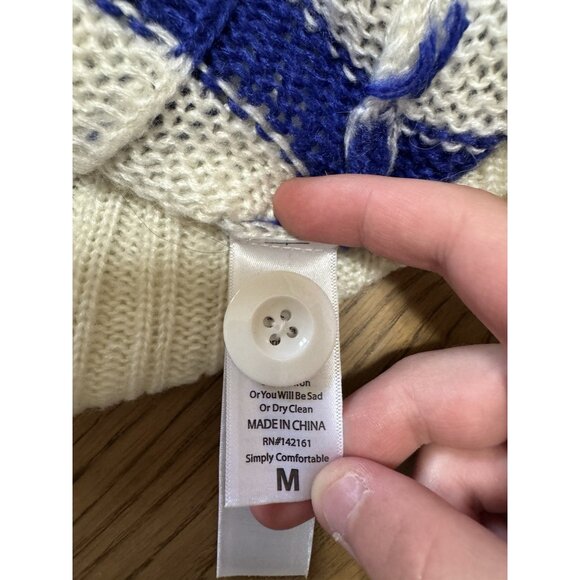 Or You Will Be Sad
Or Dry Clean
MADE IN CHINA
RN#142161
Simply Comfortable
M